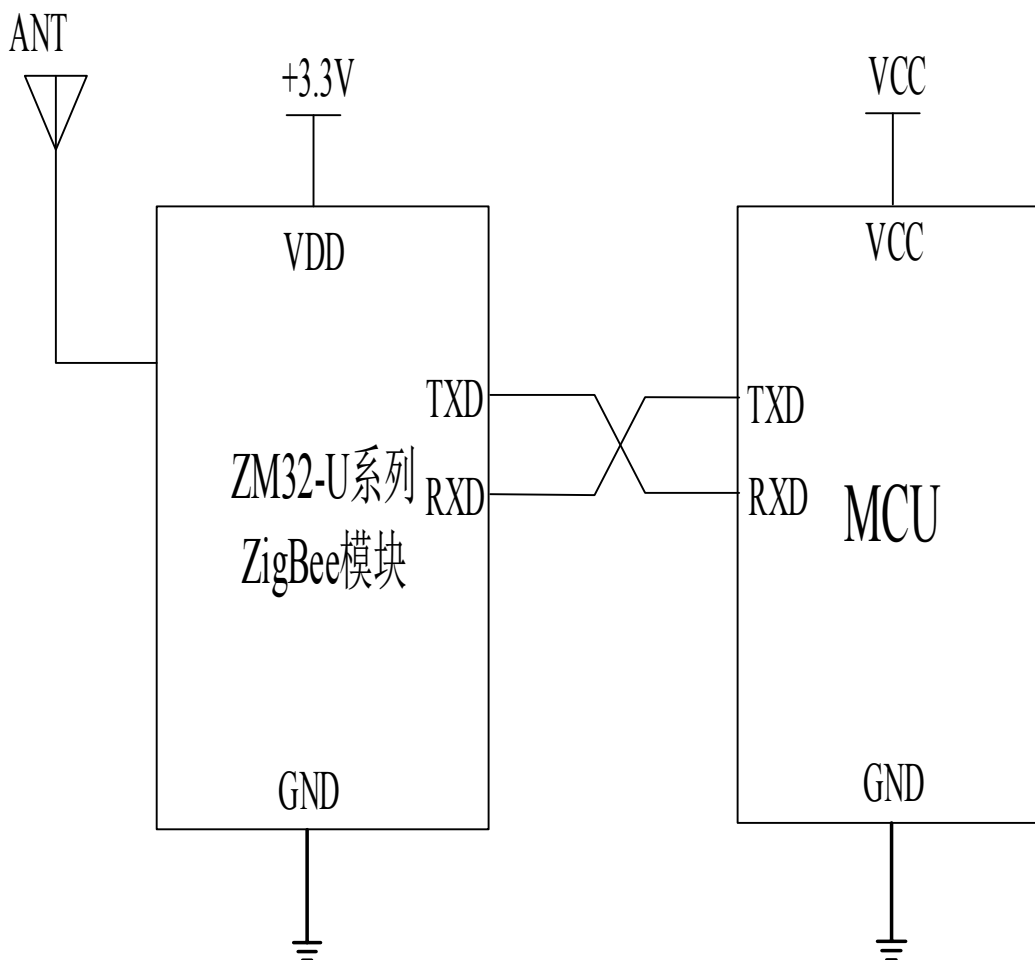 ANT
+3.3V
VCC
VDD
VCC
TXD
TXD
ZM32-U系列
RXD
RXD
MCU
ZigBee模块
GND
GND